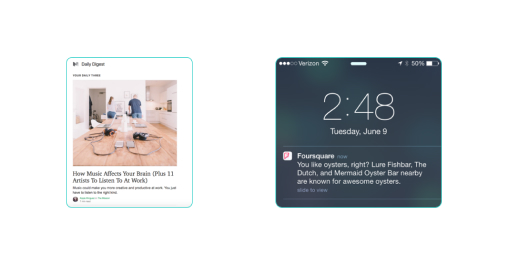 Daily Digest
YOUR DAILY THREE
How Music Affects Your Brain (Plus 11
Artists To Listen To At Work)
Music could make you more creative and productive at work. You just
have to listen to the right kind.
Verizon
50%
2:48
Tuesday, June 9
Foursquare now
You like oysters, right? Lure Fishbar, The
Dutch, and Mermaid Oyster Bar nearby
are known for awesome oysters.
slide to view